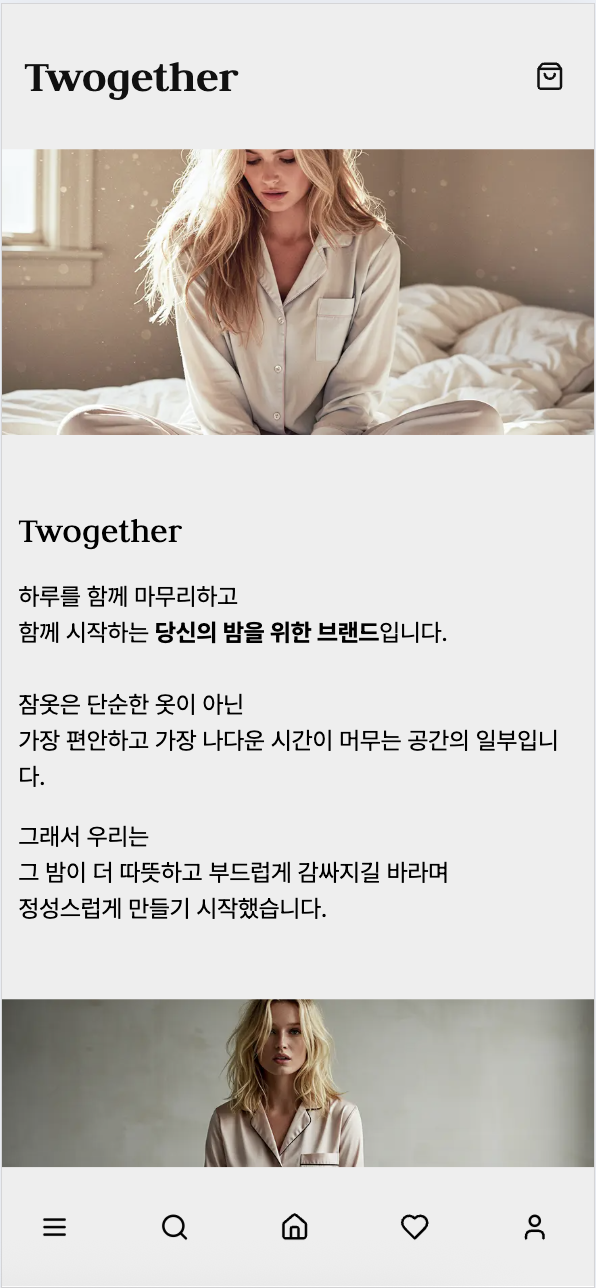 Twogether
Twogether
하루를 함께 마무리하고
함께 시작하는 당신의 밤을 위한 브랜드입니다.
잠옷은 단순한 옷이 아닌
가장 편안하고 가장 나다운 시간이 머무는 공간의 일부입니
다.
그래서 우리는
그 밤이 더 따뜻하고 부드럽게 감싸지길 바라며
정성스럽게 만들기 시작했습니다.